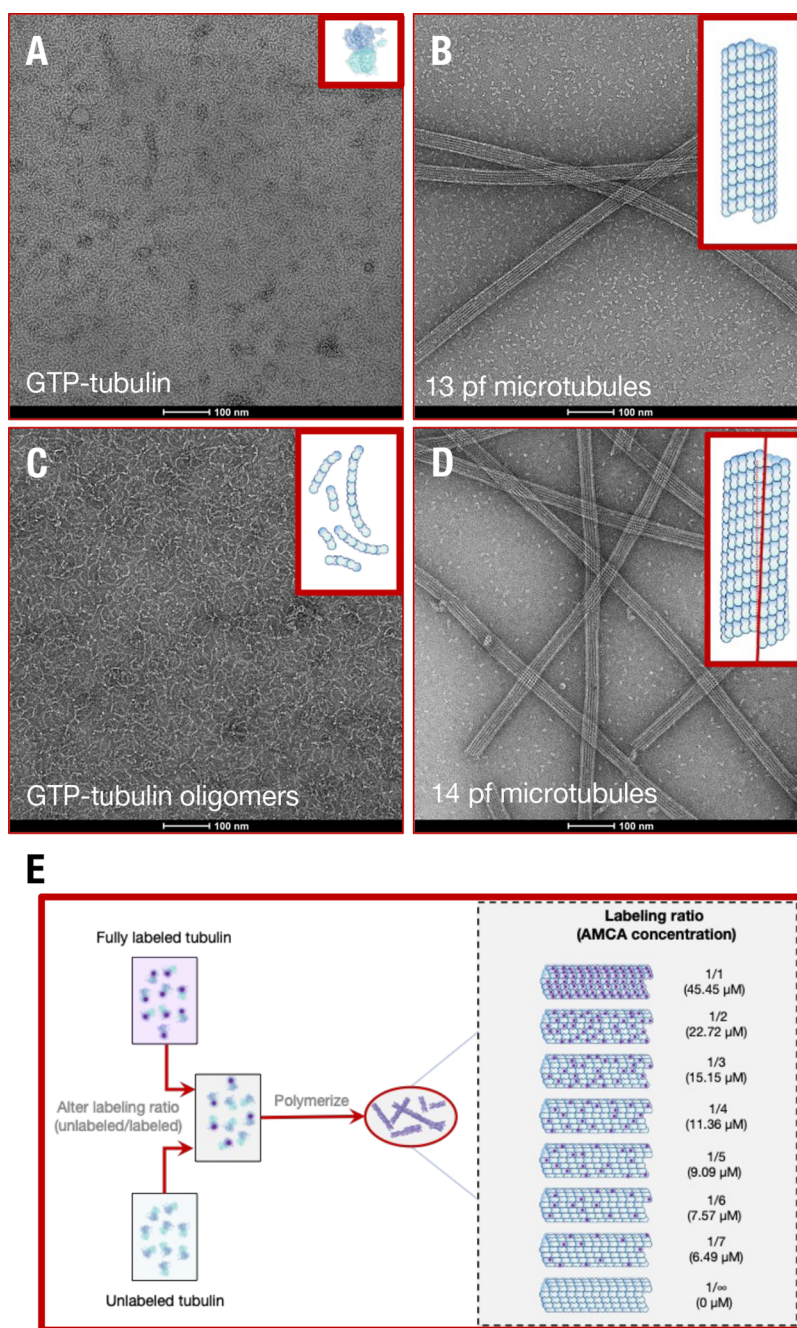 A
GTP-tubulin
100 nm
B
13 pf microtubules
100 nm
C
GTP-tubulin oligomers
100 nm
D
14 pf microtubules
100 nm
E
Fully labeled tubulin
Alter labeling ratio
(unlabeled/labeled)
Polymerize
Unlabeled tubulin
Labeling ratio
(AMCA concentration)
1/1
(45.45 µM)
1/2
(22.72 µM)
1/3
(15.15 µM)
1/4
(11.36 µM)
1/5
(9.09 µM)
1/6
(7.57 µM)
1/7
(6.49 µM)
1/∞
(0 µM)